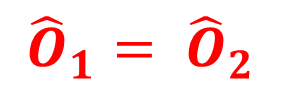 Ô₁ = Ô₂